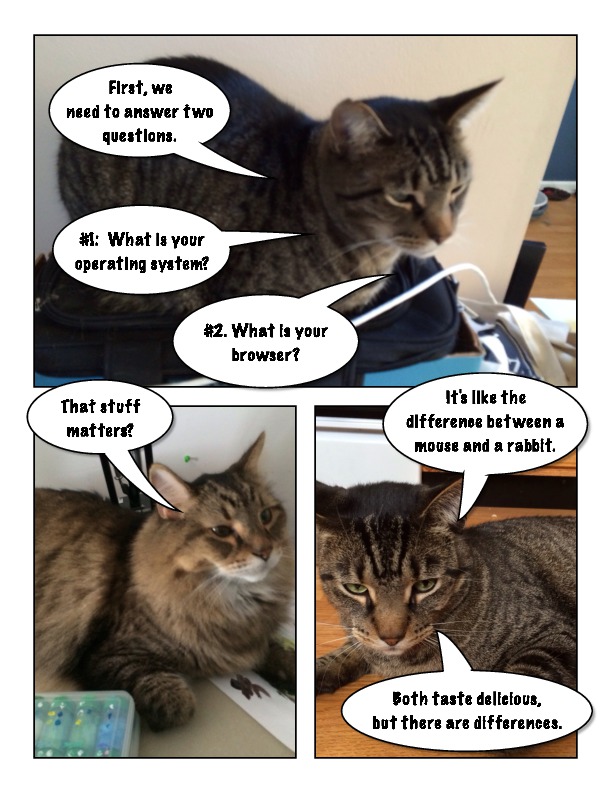 First, we
need to answer two
questions.
#1: What is your
operating system?
#2. What is your
browser?
That stuff
matters?
It's like the
difference between a
mouse and a rabbit.
Both taste delicious,
but there are differences.